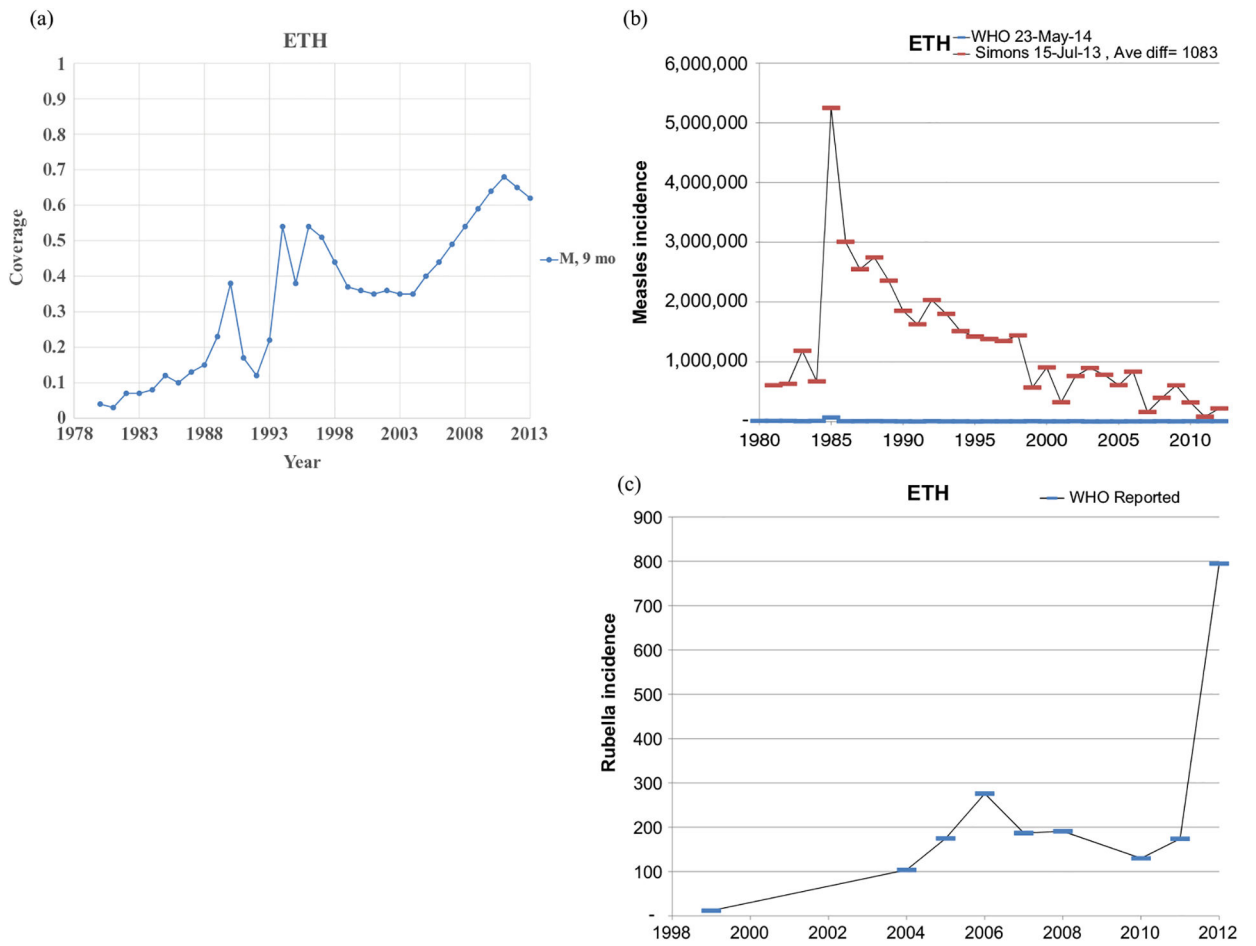 (a)
ETH
1
0.9
0.8
0.7
0.6
0.5
0.4
0.3
0.2
0.1
0
Coverage
1978 1983 1988 1993 1998 2003 2008 2013
Year
M, 9 mo
(b)
ETH
WHO 23-May-14
Simons 15-Jul-13 , Ave diff= 1083
6,000,000
5,000,000
4,000,000
3,000,000
2,000,000
1,000,000
-
Measles incidence
1980 1985 1990 1995 2000 2005 2010
(c)
ETH
WHO Reported
900
800
700
600
500
400
300
200
100
-
Rubella incidence
1998 2000 2002 2004 2006 2008 2010 2012